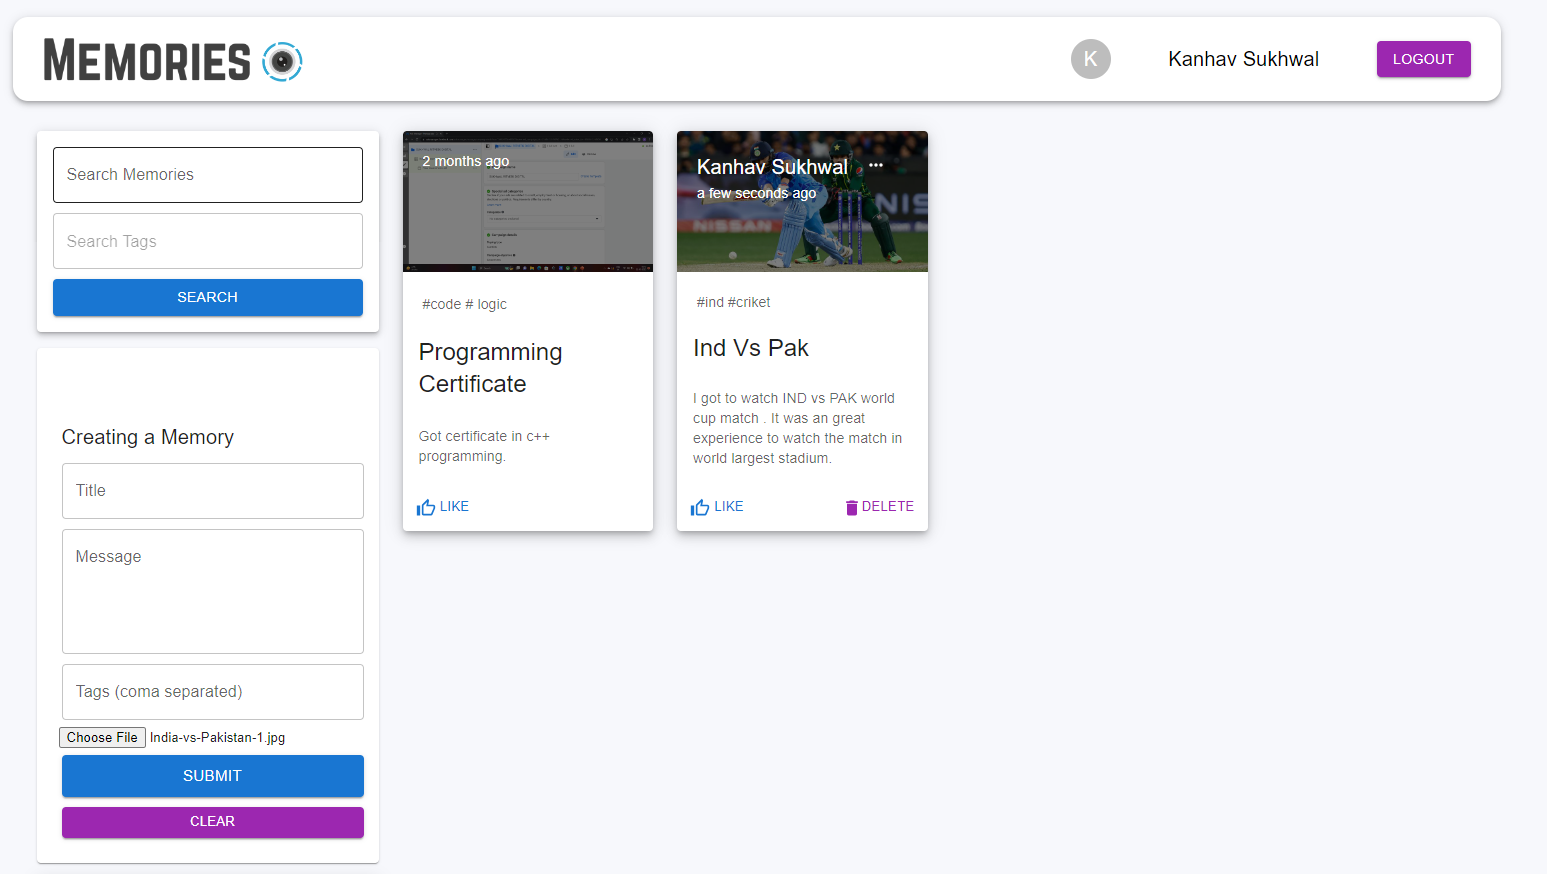 MEMORIES
K
Kanhav Sukhwal
LOGOUT
Search Memories
Search Tags
SEARCH
Creating a Memory
Title
Message
Tags (coma separated)
Choose File India-vs-Pakistan-1.jpg
SUBMIT
CLEAR
2 months ago
#code # logic
Programming
Certificate
Got certificate in c++
programming.
LIKE
Kanhav Sukhwal
a few seconds ago
NISSAN
NIS
#ind #criket
Ind Vs Pak
I got to watch IND vs PAK world
cup match . It was an great
experience to watch the match in
world largest stadium.
LIKE
DELETE